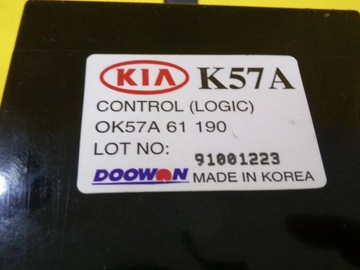 KIA K57A
CONTROL (LOGIC)
OK57A 61 190
LOT NO: 91001223
DOOWON MADE IN KOREA